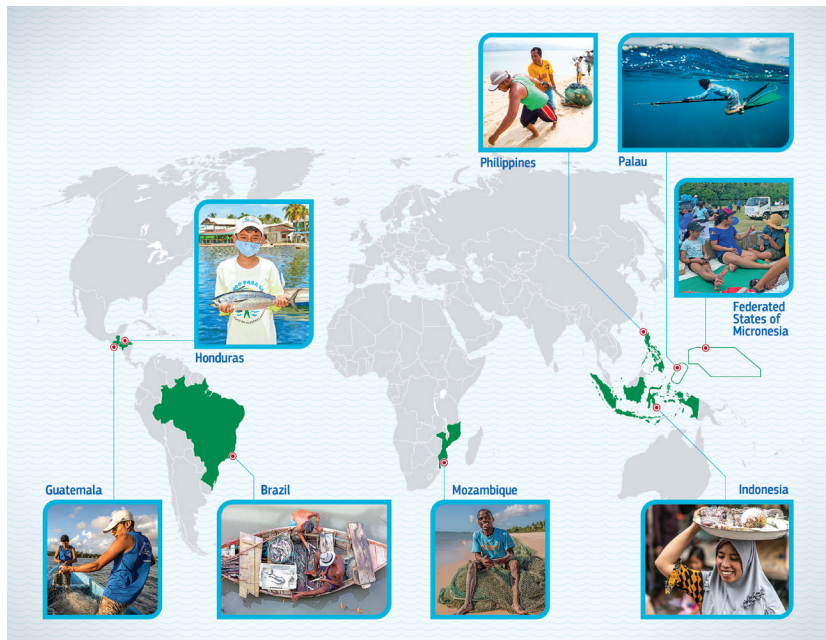 Philippines
Palau
Federated
States of
Micronesia
Honduras
Guatemala
Brazil
Mozambique
Indonesia